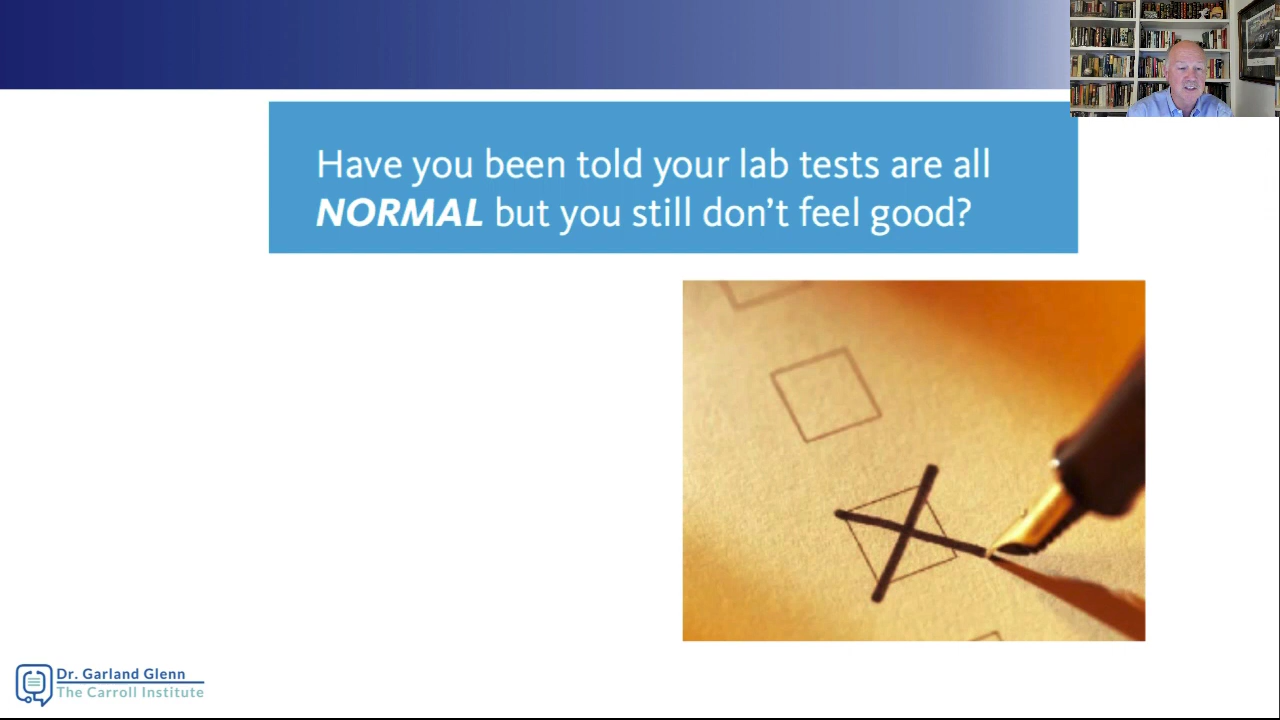 Have you been told your lab tests are all
NORMAL but you still don't feel good?
Dr. Garland Glenn
The Carroll Institute